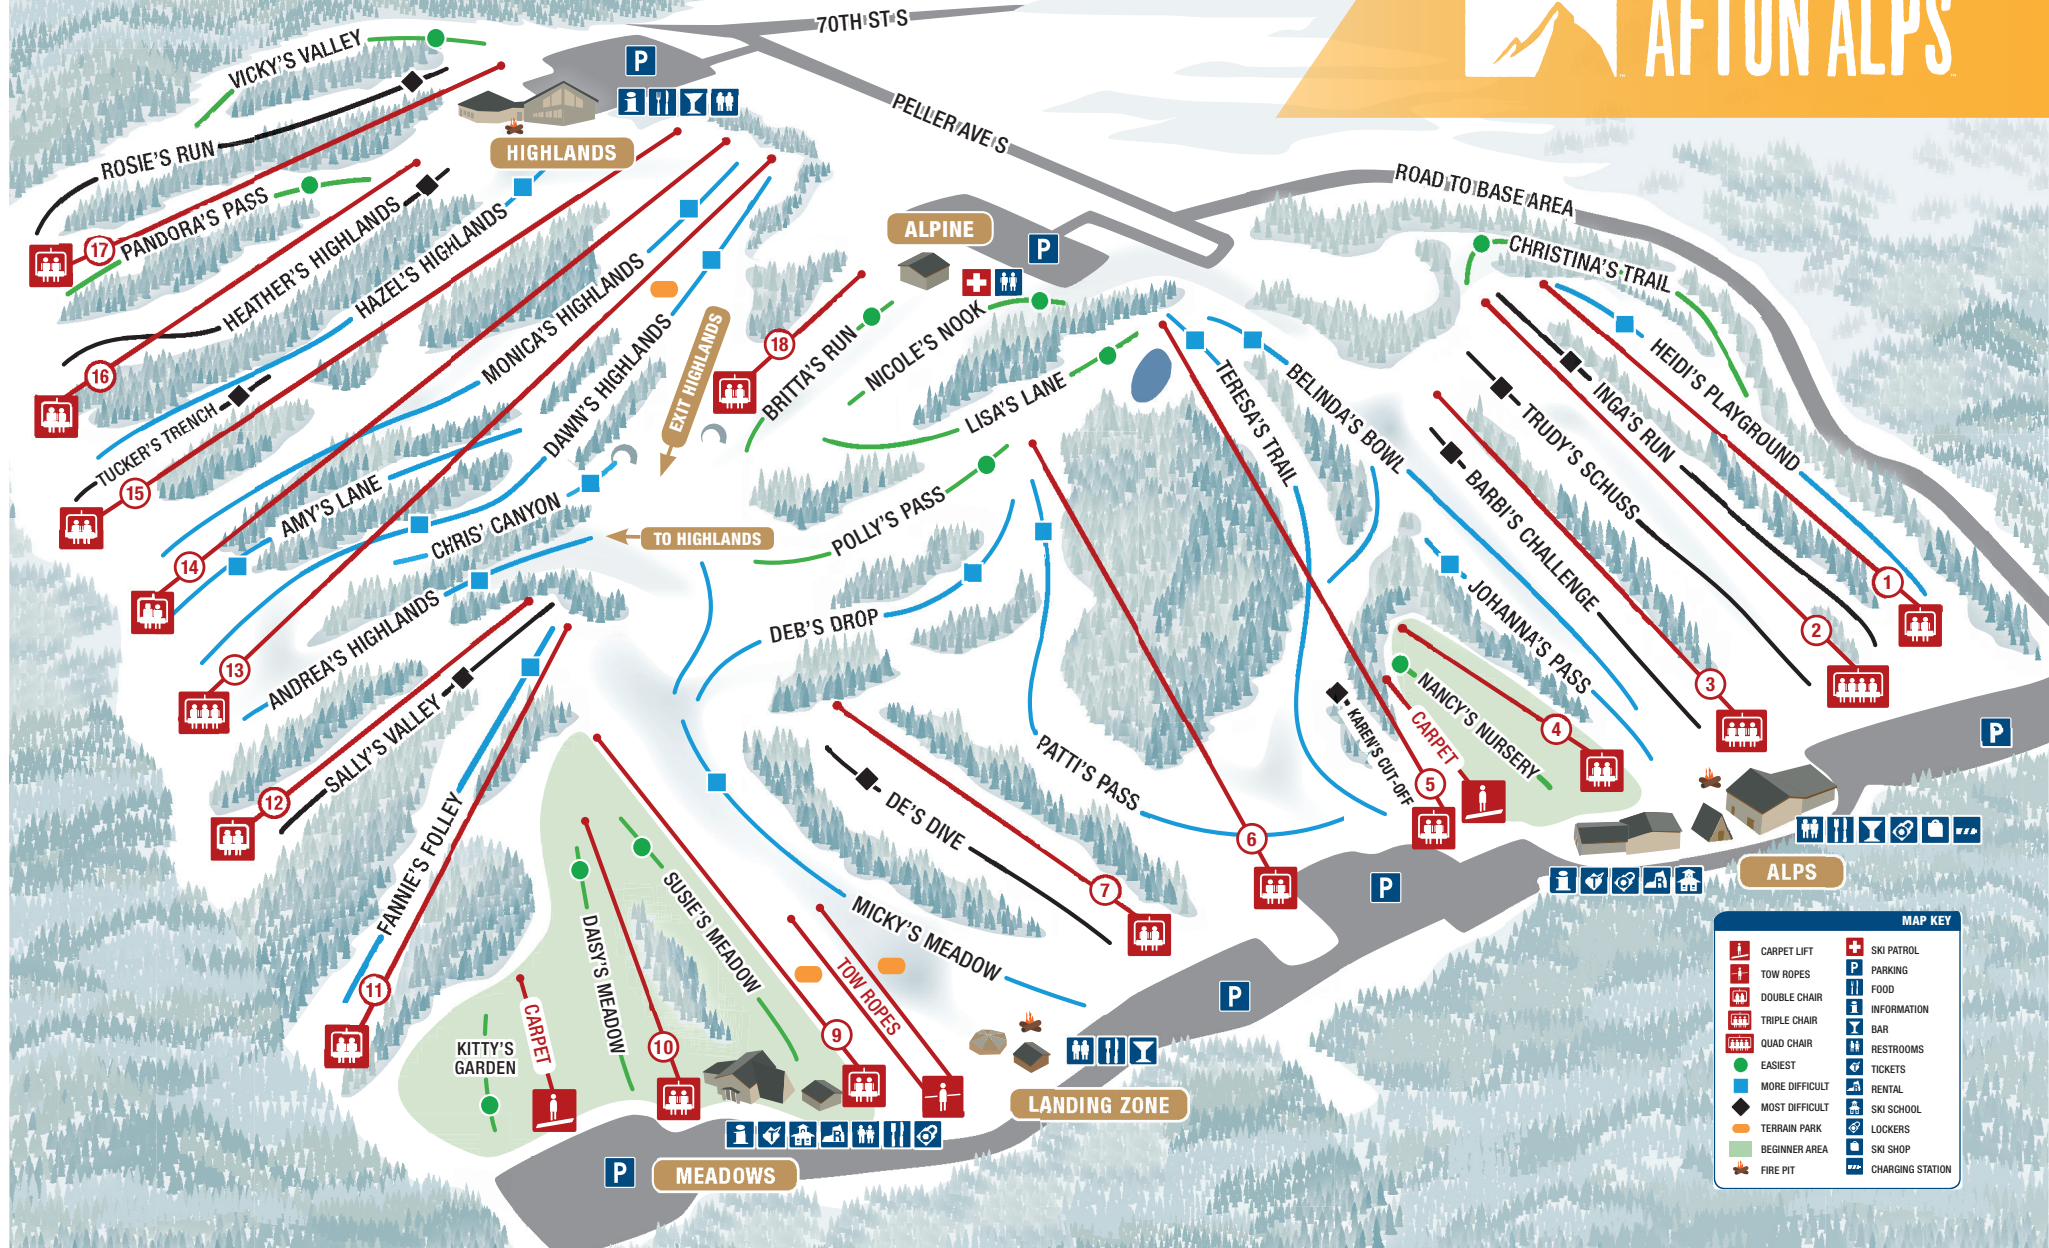 AFTON ALPS
70TH ST S
PELLER AVE S
ROAD TO BASE AREA
VICKY'S VALLEY
ROSIE'S RUN
PANDORA'S PASS
17
HIGHLANDS
HEATHER'S HIGHLANDS
16
HAZEL'S HIGHLANDS
TUCKER'S TRENCH
15
MONICA'S HIGHLANDS
14
AMY'S LANE
DAWN'S HIGHLANDS
CHRIS' CANYON
13
ANDREA'S HIGHLANDS
EXIT HIGHLANDS
TO HIGHLANDS
18
BRITTA'S RUN
ALPINE
P
P
NICOLE'S NOOK
LISA'S LANE
POLLY'S PASS
DEB'S DROP
TERESA'S TRAIL
BELINDA'S BOWL
CHRISTINA'S TRAIL
HEIDI'S PLAYGROUND
INGA'S RUN
TRUDY'S SCHUSS
BARBI'S CHALLENGE
JOHANNA'S PASS
1
2
3
4
NANCY'S NURSERY
CARPET
KAREN'S CUT-OFF
5
PATTI'S PASS
6
7
DE'S DIVE
SALLY'S VALLEY
12
FANNIE'S FOLLEY
11
MICKY'S MEADOW
SUSIE'S MEADOW
DAISY'S MEADOW
TOW ROPES
9
10
CARPET
KITTY'S
GARDEN
P
P
P
P
ALPS
LANDING ZONE
MEADOWS
MAP KEY
CARPET LIFT
TOW ROPES
DOUBLE CHAIR
TRIPLE CHAIR
QUAD CHAIR
EASIEST
MORE DIFFICULT
MOST DIFFICULT
TERRAIN PARK
BEGINNER AREA
FIRE PIT
SKI PATROL
P PARKING
FOOD
INFORMATION
BAR
RESTROOMS
TICKETS
RENTAL
SKI SCHOOL
LOCKERS
SKI SHOP
CHARGING STATION